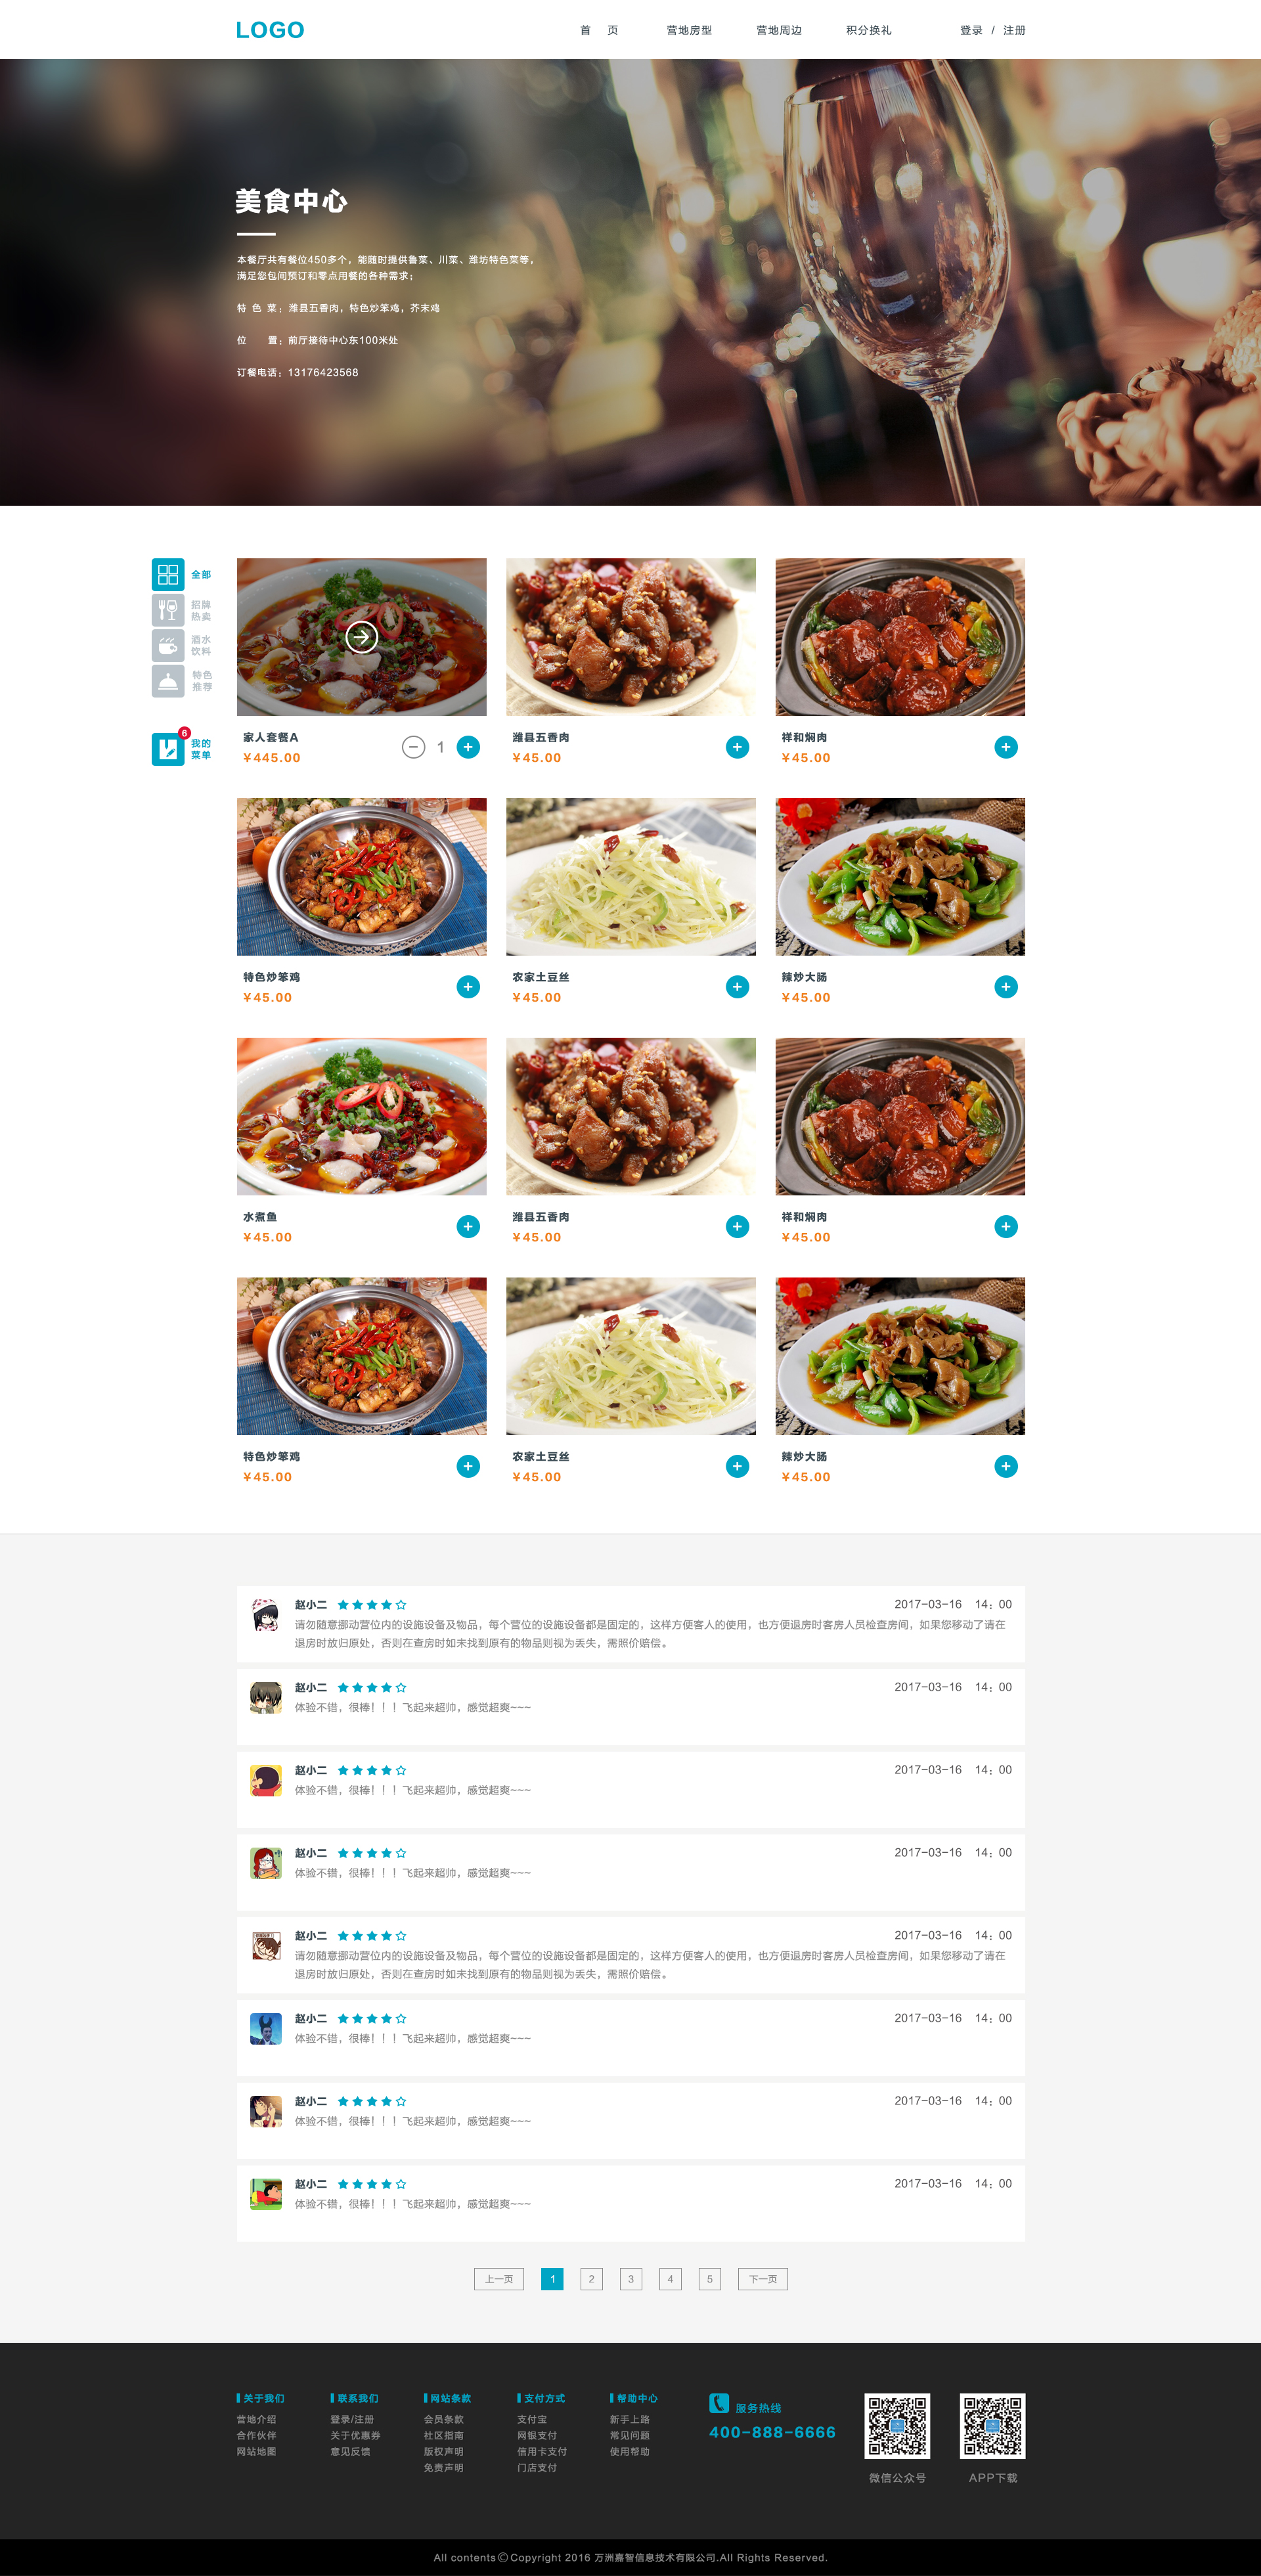 LOGO
首 页 营地房型 营地周边 积分换礼 登录 / 注册
美食中心
本餐厅共有餐位450多个，能随时提供鲁菜、川菜、潍坊特色菜等，
满足您包间预订和零点用餐的各种需求；
特 色 菜：潍县五香肉，特色炒笨鸡，芥末鸡
位 置：前厅接待中心东100米处
订餐电话：13176423568
全部
招牌
热卖
酒水
饮料
特色
推荐
6
我的
菜单
家人套餐A
¥445.00
1
潍县五香肉
¥45.00
祥和焖肉
¥45.00
特色炒笨鸡
¥45.00
农家土豆丝
¥45.00
辣炒大肠
¥45.00
水煮鱼
¥45.00
潍县五香肉
¥45.00
祥和焖肉
¥45.00
特色炒笨鸡
¥45.00
农家土豆丝
¥45.00
辣炒大肠
¥45.00
赵小二 2017-03-16 14：00
请勿随意挪动营位内的设施设备及物品，每个营位的设施设备都是固定的，这样方便客人的使用，也方便退房时客房人员检查房间，如果您移动了请在
退房时放归原处，否则在查房时如未找到原有的物品则视为丢失，需照价赔偿。
赵小二 2017-03-16 14：00
体验不错，很棒！！！飞起来超帅，感觉超爽~~~
赵小二 2017-03-16 14：00
体验不错，很棒！！！飞起来超帅，感觉超爽~~~
赵小二 2017-03-16 14：00
体验不错，很棒！！！飞起来超帅，感觉超爽~~~
赵小二 2017-03-16 14：00
请勿随意挪动营位内的设施设备及物品，每个营位的设施设备都是固定的，这样方便客人的使用，也方便退房时客房人员检查房间，如果您移动了请在
退房时放归原处，否则在查房时如未找到原有的物品则视为丢失，需照价赔偿。
赵小二 2017-03-16 14：00
体验不错，很棒！！！飞起来超帅，感觉超爽~~~
赵小二 2017-03-16 14：00
体验不错，很棒！！！飞起来超帅，感觉超爽~~~
赵小二 2017-03-16 14：00
体验不错，很棒！！！飞起来超帅，感觉超爽~~~
上一页 1 2 3 4 5 下一页
关于我们
营地介绍
合作伙伴
网站地图
联系我们
登录/注册
关于优惠券
意见反馈
网站条款
会员条款
社区指南
版权声明
免责声明
支付方式
支付宝
网银支付
信用卡支付
门店支付
帮助中心
新手上路
常见问题
使用帮助
服务热线
400-888-6666
微信公众号
APP下载
All contents©Copyright 2016 万洲嘉智信息技术有限公司.All Rights Reserved.